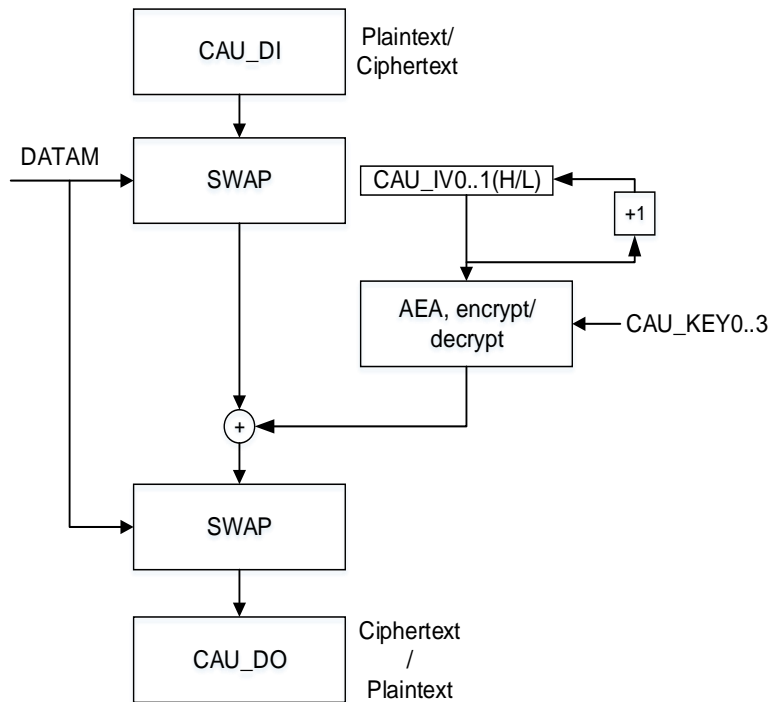 CAU_DI
Plaintext/
Ciphertext
DATAM
SWAP
CAU_IV0..1(H/L)
+1
AEA, encrypt/
decrypt
CAU_KEY0..3
+
SWAP
CAU_DO
Ciphertext
/
Plaintext